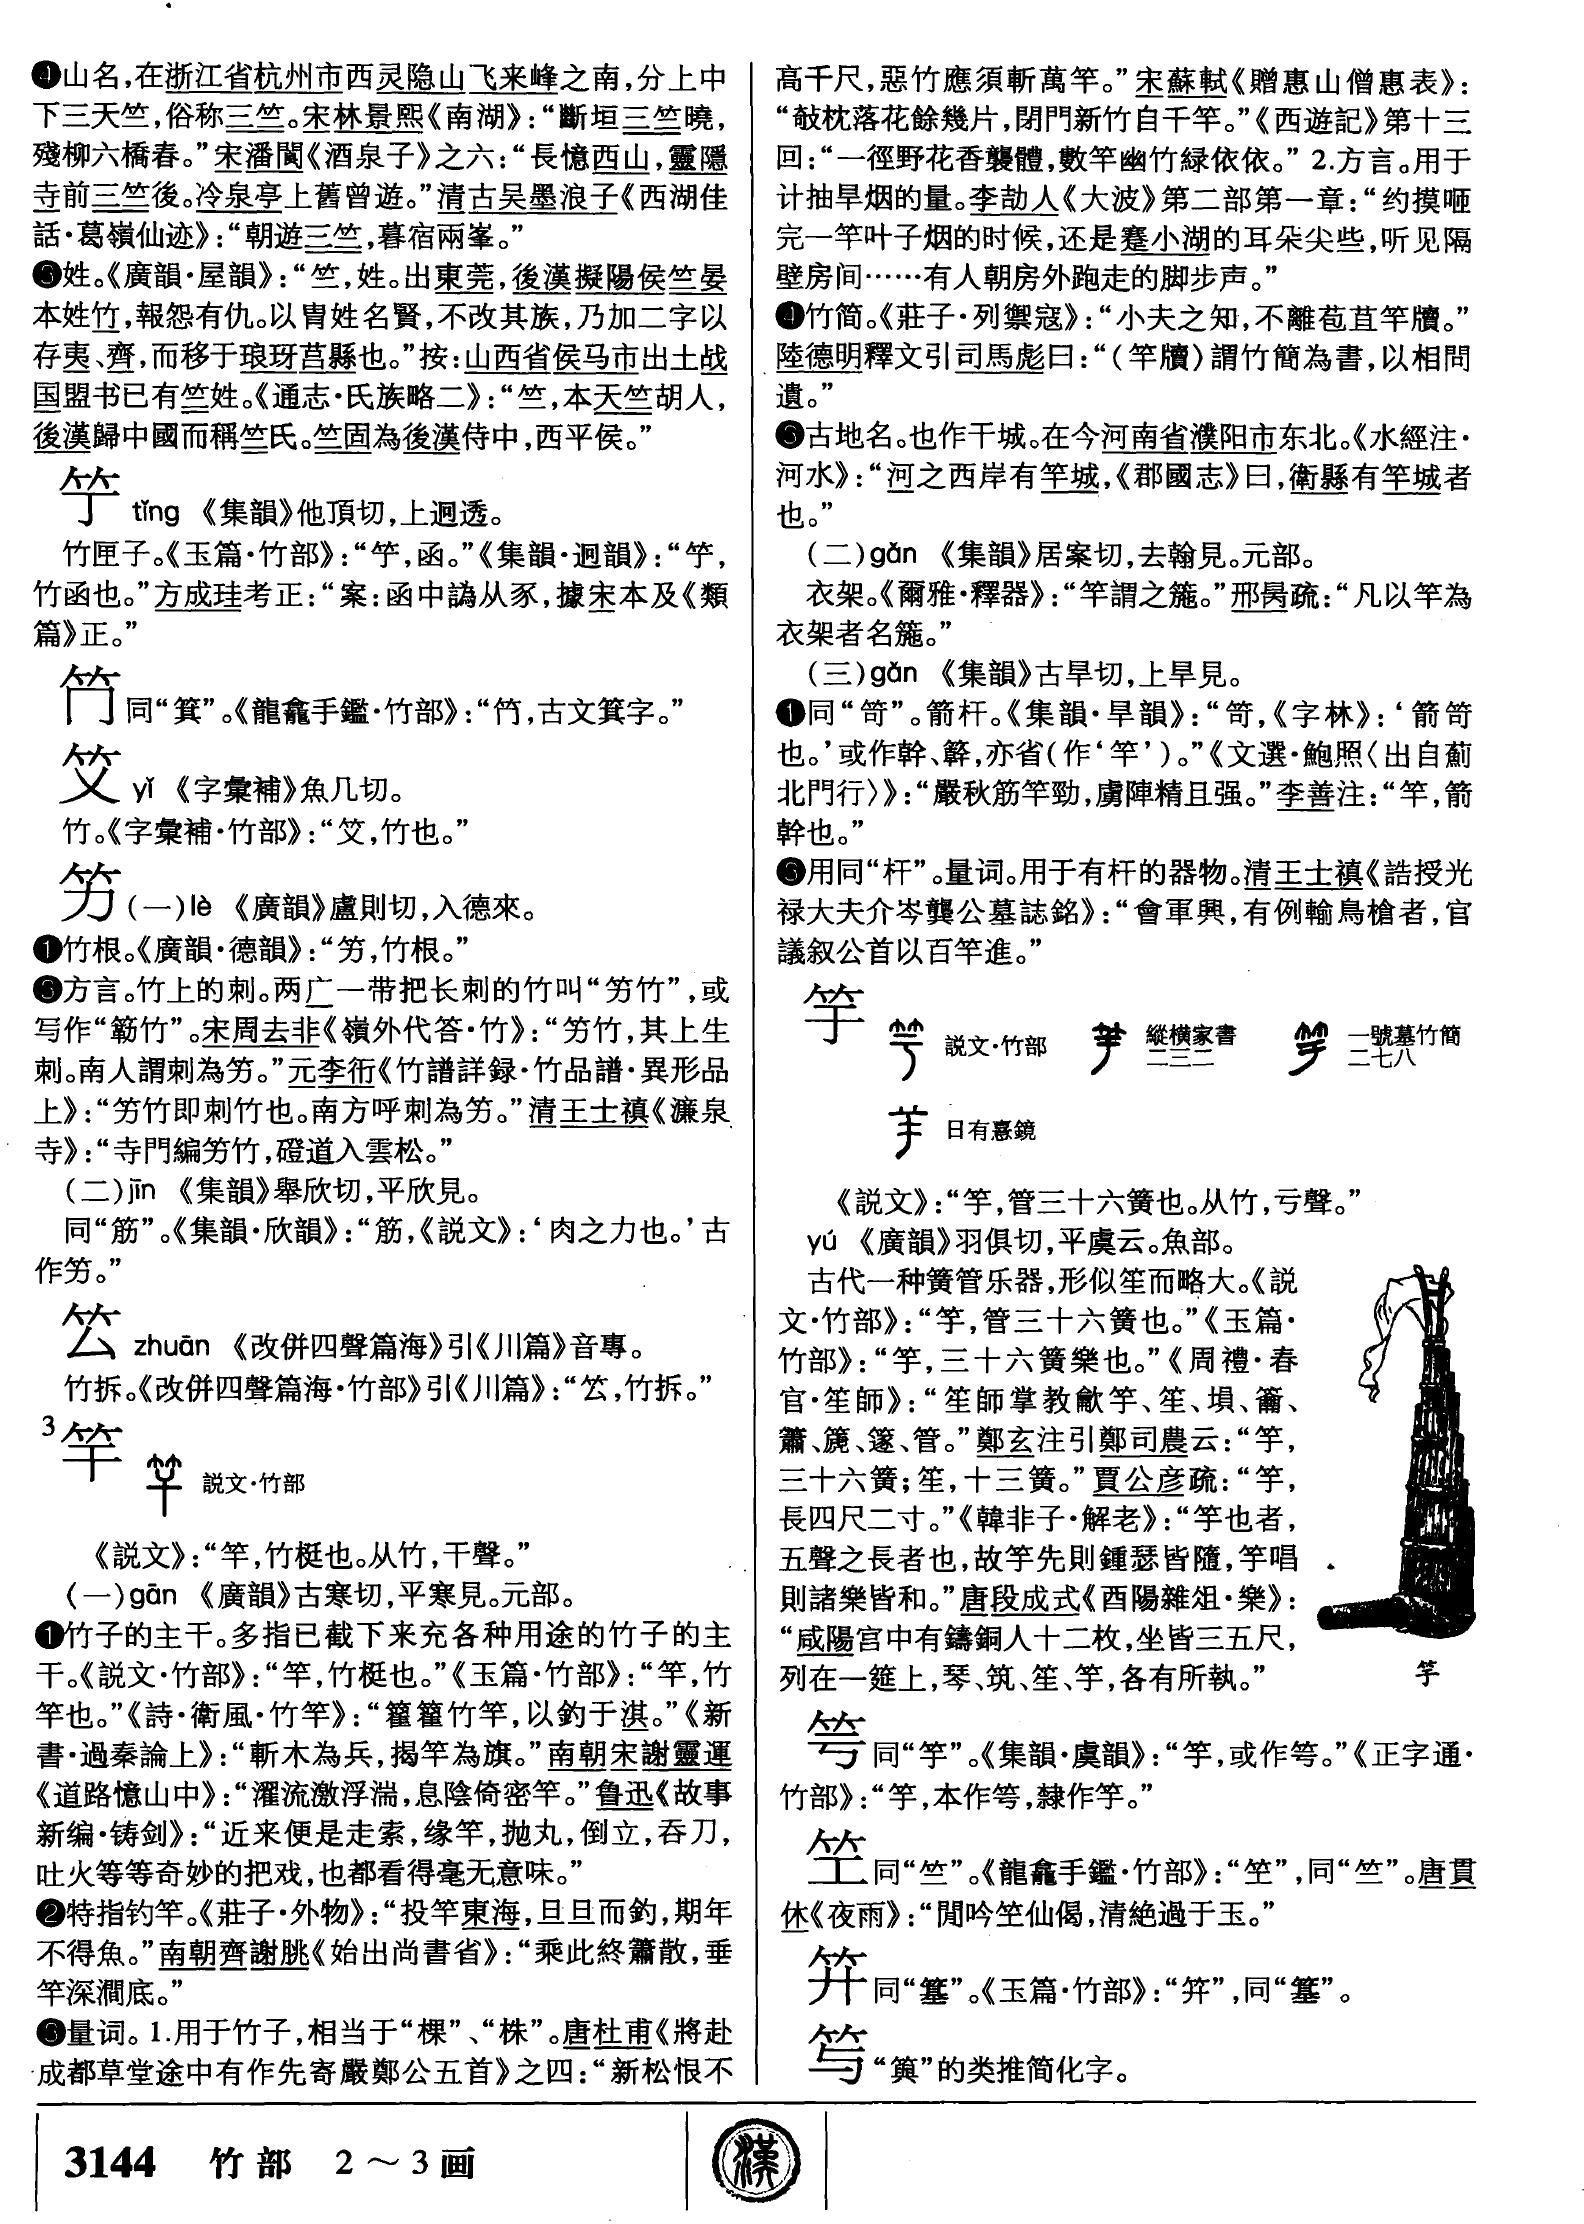 ❹山名，在浙江省杭州市西灵隐山飞来峰之南，分上中
下三天竺，俗称三竺。宋林景熙《南湖》：“斷垣三竺曉，
殘柳六橋春。”宋潘閬《酒泉子》之六：“長憶西山，靈隱
寺前三竺後。冷泉亭上舊曾遊。”清古吴墨浪子《西湖佳
話·葛嶺仙迹》：“朝遊三竺，暮宿兩峯。”
❺姓。《廣韻·屋韻》：“竺，姓。出東莞，後漢擬陽侯竺晏
本姓竹，報怨有仇。以胄姓名賢，不改其族，乃加二字以
存夷、齊，而移于琅玡莒縣也。”按：山西省侯马市出土战
国盟书已有竺姓。《通志·氏族略二》：“竺，本天竺胡人，
後漢歸中國而稱竺氏。竺固為後漢侍中，西平侯。”
𥫘 tǐng 《集韻》他頂切，上迥透。
竹匣子。《玉篇·竹部》：“𥫘，函。”《集韻·迥韻》：“𥫘，
竹函也。”方成珪考正：“案：函中譌从豕，據宋本及《類
篇》正。”
𥫙同“箕”。《龍龕手鑑·竹部》：“𥫙，古文箕字。”
笅 yǐ 《字彙補》魚几切。
竹。《字彙補·竹部》：“，竹也。”
竻(一)lè 《廣韻》盧則切，入德來。
❶竹根。《廣韻·德韻》：“竻，竹根。”
❷方言。竹上的刺。两广一带把长刺的竹叫“竻竹”，或
写作“簕竹”。宋周去非《嶺外代答·竹》：“竻竹，其上生
刺。南人謂刺為竻。”元李衎《竹譜詳録·竹品譜·異形品
上》：“竻竹即刺竹也。南方呼刺為竻。”清王士禛《濂泉
寺》：“寺門編竻竹，磴道入雲松。”
(二)jīn 《集韻》舉欣切，平欣見。
同“筋”。《集韻·欣韻》：“筋，《説文》：‘肉之力也。’古
作竻。”
zhuān 《改併四聲篇海》引《川篇》音專。
竹拆。《改併四聲篇海·竹部》引《川篇》：“，竹拆。”
3
竿 説文·竹部
《説文》：“竿，竹梃也。从竹，干聲。”
(一)gān 《廣韻》古寒切，平寒見。元部。
❶竹子的主干。多指已截下来充各种用途的竹子的主
干。《説文·竹部》：“竿，竹梃也。”《玉篇·竹部》：“竿，竹
竿也。”《詩·衛風·竹竿》：“籊籊竹竿，以釣于淇。”《新
書·過秦論上》：“斬木為兵，揭竿為旗。”南朝宋謝靈運
《道路憶山中》：“濯流激浮湍，息陰倚密竿。”鲁迅《故事
新编·铸剑》：“近来便是走索，缘竿，抛丸，倒立，吞刀，
吐火等等奇妙的把戏，也都看得毫无意味。”
❷特指钓竿。《莊子·外物》：“投竿東海，旦旦而釣，期年
不得魚。”南朝齊謝朓《始出尚書省》：“乘此終蕭散，垂
竿深澗底。”
❸量词。1.用于竹子，相当于“棵”、“株”。唐杜甫《將赴
成都草堂途中有作先寄嚴鄭公五首》之四：“新松恨不
高千尺，惡竹應須斬萬竿。”宋蘇軾《贈惠山僧惠表》：
“攲枕落花餘幾片，閉門新竹自千竿。”《西遊記》第十三
回：“一徑野花香襲體，數竿幽竹緑依依。” 2.方言。用于
计抽旱烟的量。李劼人《大波》第二部第一章：“约摸咂
完一竿叶子烟的时候，还是蹇小湖的耳朵尖些，听见隔
壁房间……有人朝房外跑走的脚步声。”
❹竹简。《莊子·列禦寇》：“小夫之知，不離苞苴竿牘。”
陸德明釋文引司馬彪曰：“（竿牘）謂竹簡為書，以相問
遺。”
❺古地名。也作干城。在今河南省濮阳市东北。《水經注·
河水》：“河之西岸有竿城，《郡國志》曰，衛縣有竿城者
也。”
(二)gǎn 《集韻》居案切，去翰見。元部。
衣架。《爾雅·釋器》：“竿謂之箷。”邢昺疏：“凡以竿為
衣架者名箷。”
(三)gǎn 《集韻》古旱切，上旱見。
❶同“笴”。箭杆。《集韻·旱韻》：“笴，《字林》：‘箭笴
也。’或作幹、簳，亦省（作‘竿’）。”《文選·鮑照〈出自薊
北門行〉》：“嚴秋筋竿勁，虜陣精且强。”李善注：“竿，箭
幹也。”
❷用同“杆”。量词。用于有杆的器物。清王士禛《誥授光
禄大夫介岑龔公墓誌銘》：“會軍興，有例輸鳥槍者，官
議叙公首以百竿進。”
竽 説文·竹部 縱横家書二三二 一號墓竹簡二七八
日有憙鏡
《説文》：“竽，管三十六簧也。从竹，亏聲。”
yú 《廣韻》羽俱切，平虞云。魚部。
古代一种簧管乐器，形似笙而略大。《説
文·竹部》：“竽，管三十六簧也。”《玉篇·
竹部》：“竽，三十六簧樂也。”《周禮·春
官·笙師》：“笙師掌教龡竽、笙、塤、籥、
簫、篪、篴、管。”鄭玄注引鄭司農云：“竽，
三十六簧；笙，十三簧。”賈公彦疏：“竽，
長四尺二寸。”《韓非子·解老》：“竽也者，
五聲之長者也，故竽先則鍾瑟皆隨，竽唱
則諸樂皆和。”唐段成式《酉陽雜俎·樂》：
“咸陽宫中有鑄銅人十二枚，坐皆三五尺，
列在一筵上，琴、筑、笙、竽，各有所執。”
竽
䇖同“竽”。《集韻·虞韻》：“竽，或作。”《正字通·
竹部》：“竽，本作，隸作竽。”
同“竺”。《龍龕手鑑·竹部》：“”，同“竺”。唐貫
休《夜雨》：“閒吟仙偈，清絶過于玉。”
同“簊”。《玉篇·竹部》：“”，同“簊”。
“籅”的类推简化字。
3144 竹部 2～3画
漢